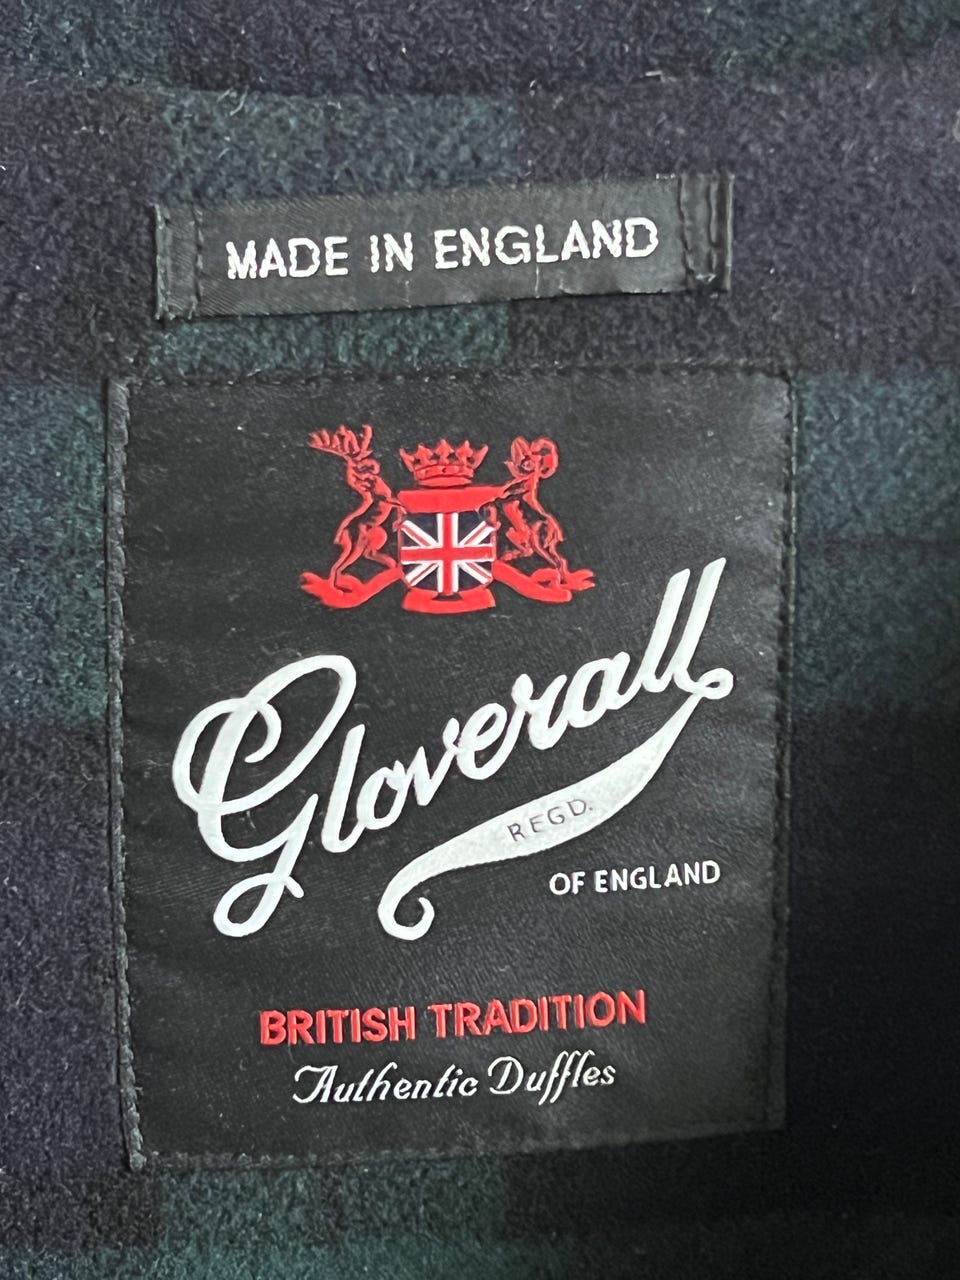 MADE IN ENGLAND
Gloverall
REGD.
OF ENGLAND
BRITISH TRADITION
Authentic Duffles